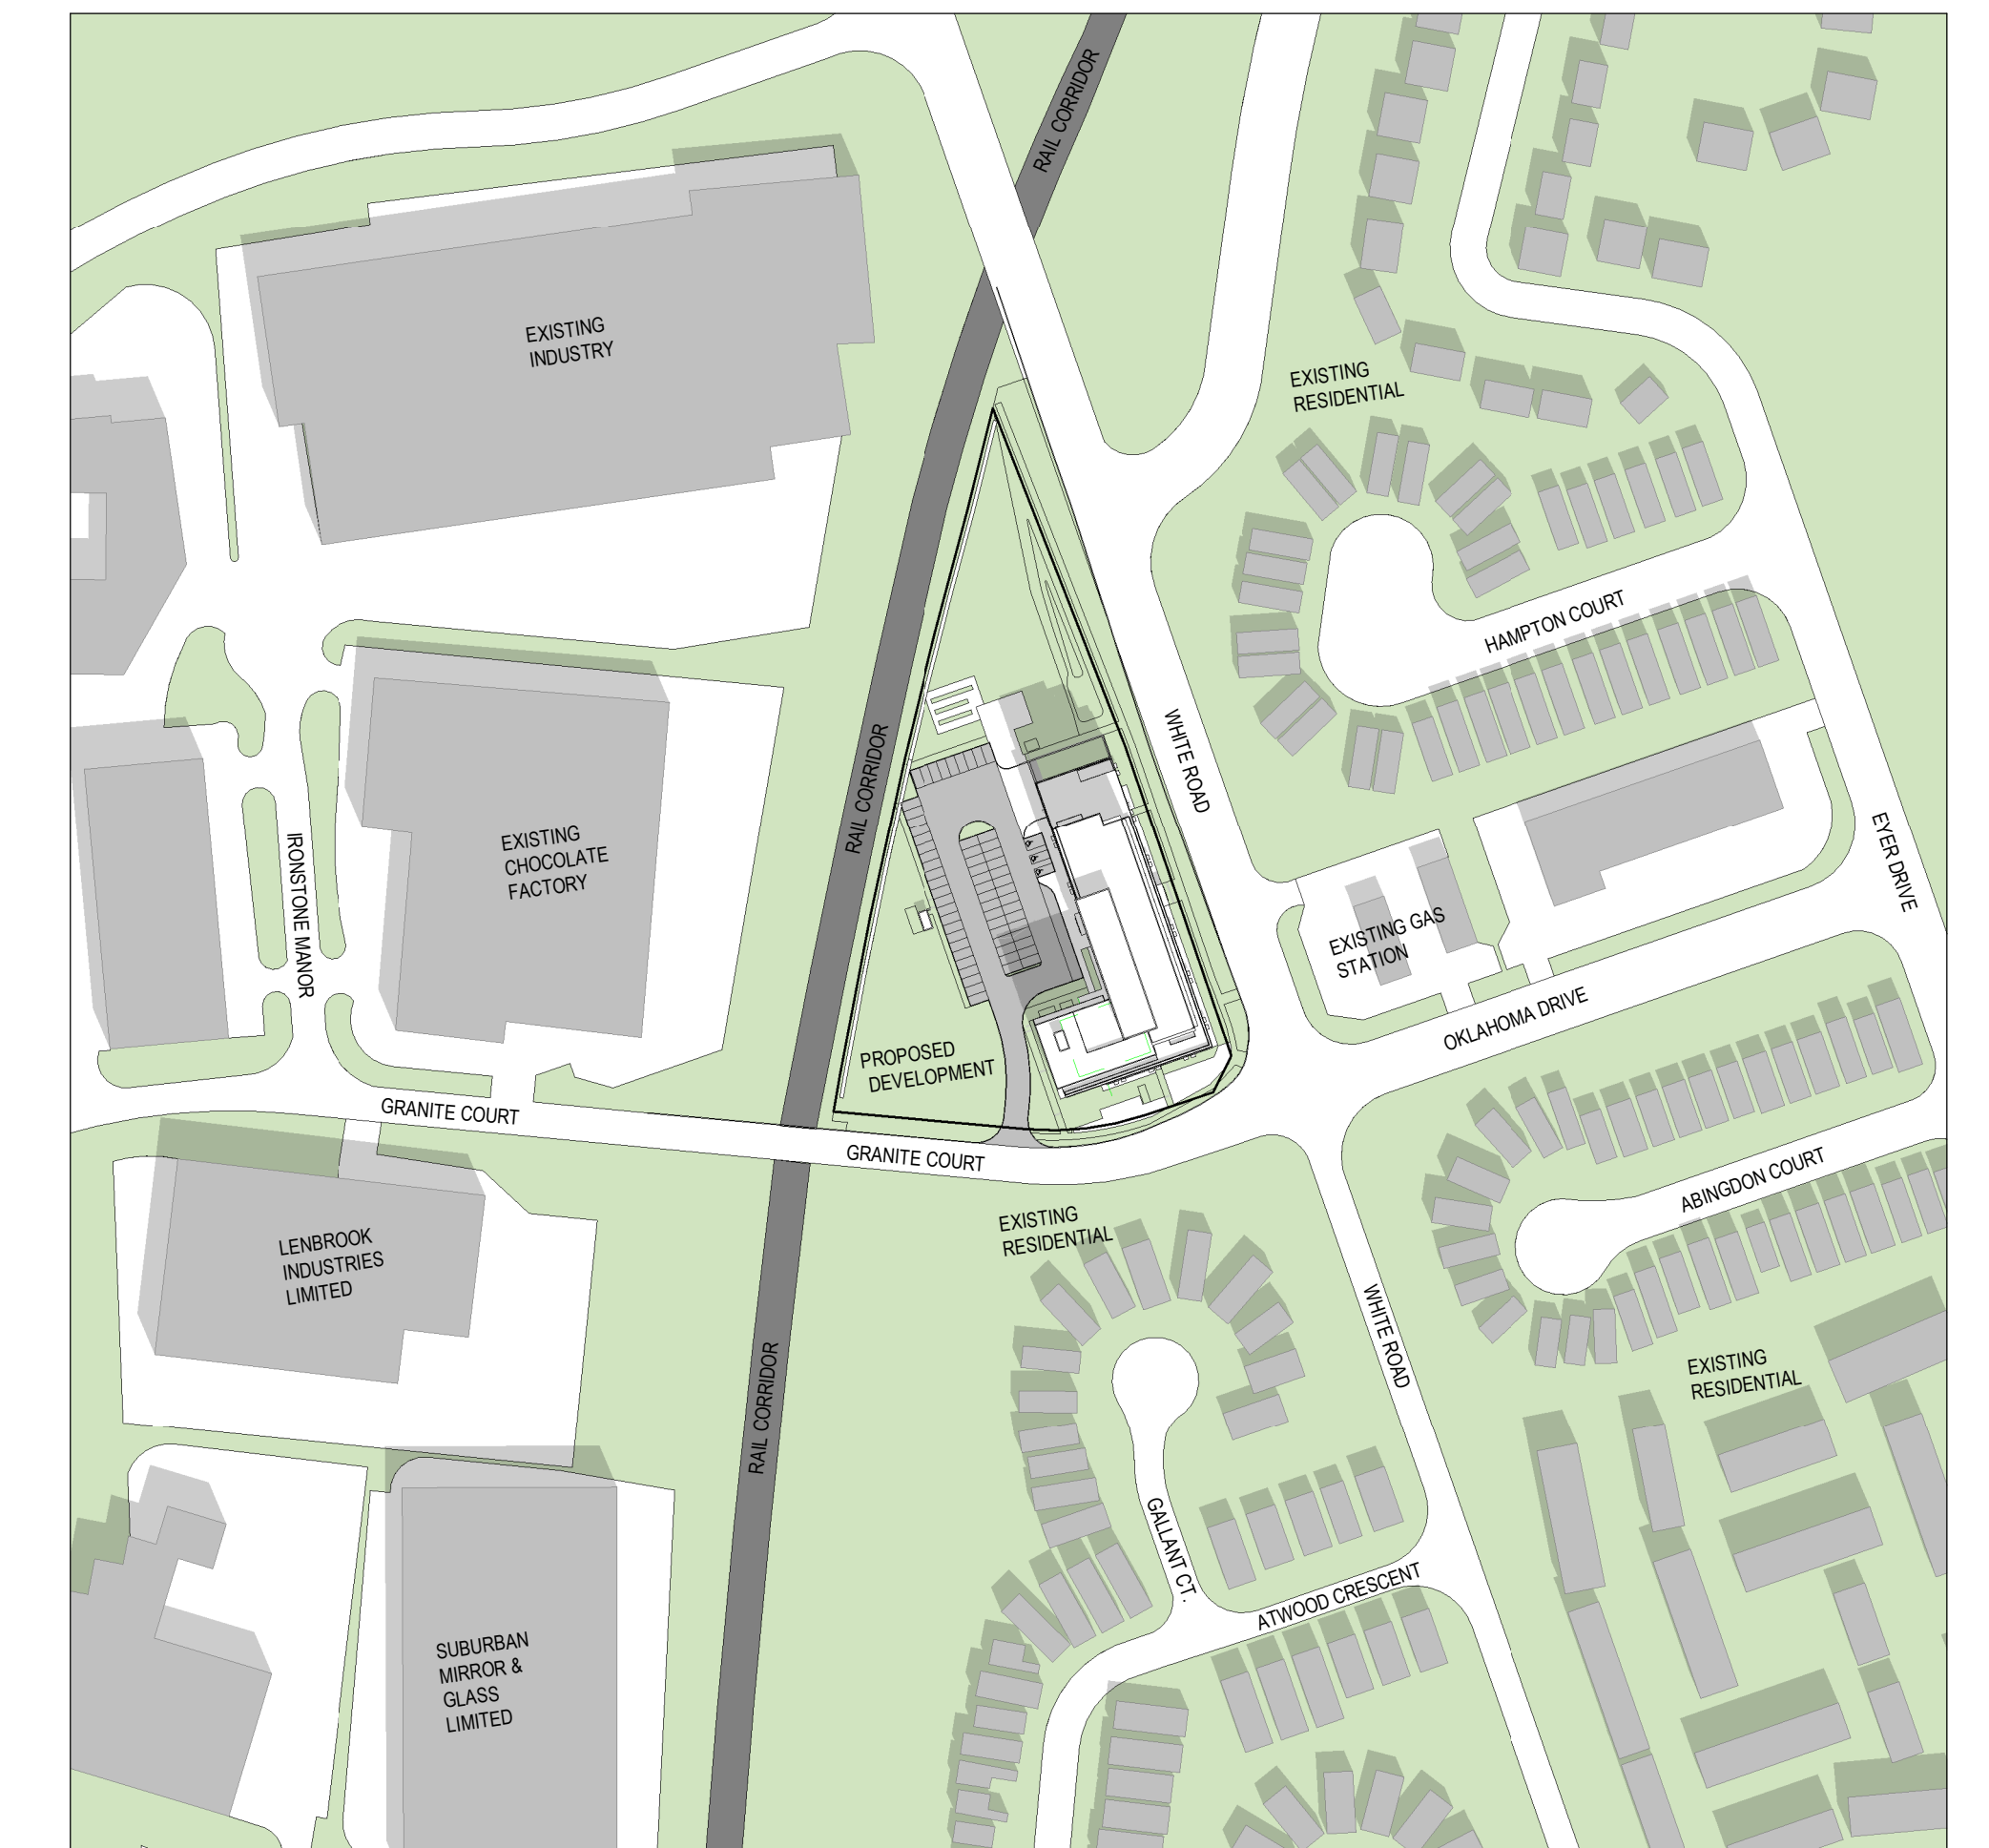 RAIL CORRIDOR
EXISTING
INDUSTRY
EXISTING
RESIDENTIAL
HAMPTON COURT
WHITE ROAD
RAIL CORRIDOR
EXISTING
CHOCOLATE
FACTORY
IRONSTONE MANOR
EYER DRIVE
EXISTING GAS
STATION
OKLAHOMA DRIVE
PROPOSED
DEVELOPMENT
GRANITE COURT
GRANITE COURT
ABINGDON COURT
EXISTING
RESIDENTIAL
LENBROOK
INDUSTRIES
LIMITED
WHITE ROAD
RAIL CORRIDOR
EXISTING
RESIDENTIAL
GALLANT CT.
ATWOOD CRESCENT
SUBURBAN
MIRROR &
GLASS
LIMITED